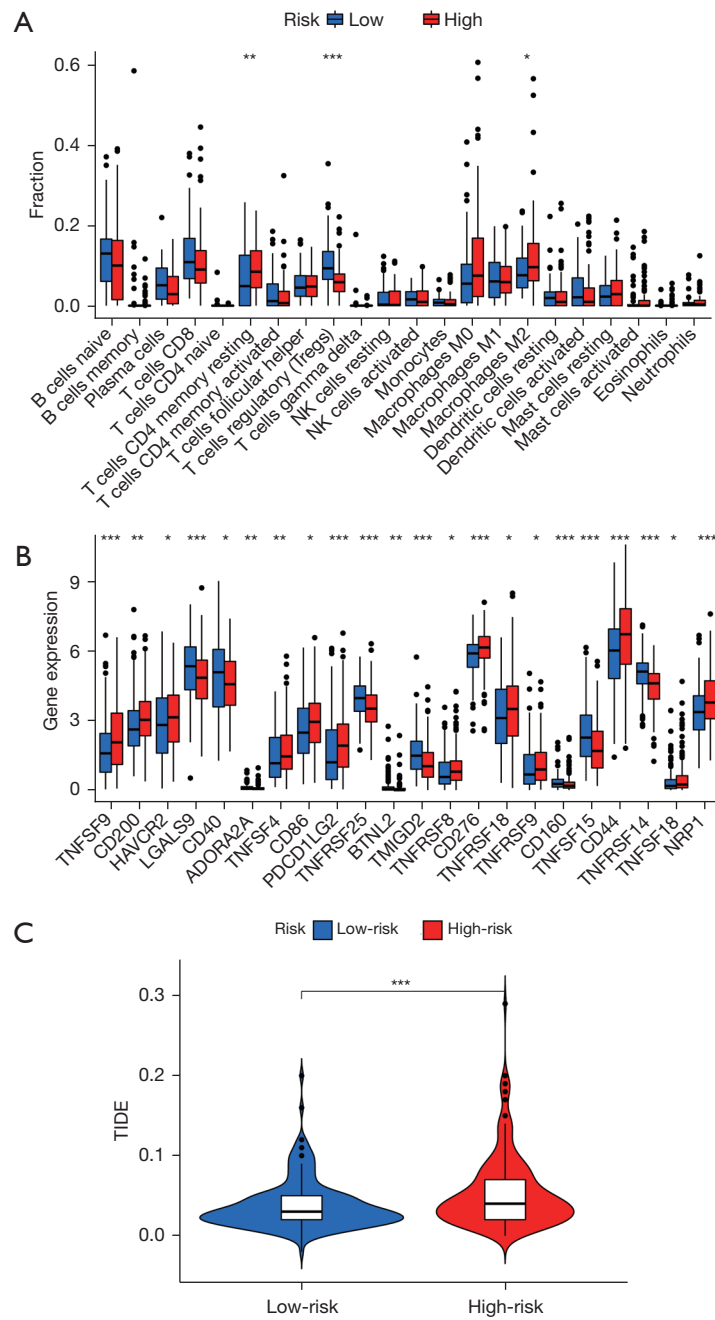 A
Risk Low High
** *** *
Fraction
0.6
0.4
0.2
0.0
B cells naive
B cells memory
Plasma cells
T cells CD8
T cells CD4 naive
T cells CD4 memory resting
T cells CD4 memory activated
T cells follicular helper
T cells regulatory (Tregs)
T cells gamma delta
NK cells resting
NK cells activated
Monocytes
Macrophages M0
Macrophages M1
Macrophages M2
Dendritic cells resting
Dendritic cells activated
Mast cells resting
Mast cells activated
Eosinophils
Neutrophils
B
*** ** * *** * ** ** * *** *** ** *** * *** * * *** *** *** *** * ***
Gene expression
9
6
3
0
TNFSF9
CD200
HAVCR2
LGALS9
CD40
ADORA2A
TNFSF4
CD86
PDCD1LG2
TNFRSF25
BTNL2
TMIGD2
TNFRSF8
CD276
TNFRSF18
TNFRSF9
CD160
TNFSF15
CD44
TNFRSF14
TNFSF18
NRP1
C
Risk Low-risk High-risk
***
TIDE
0.3
0.2
0.1
0.0
Low-risk High-risk